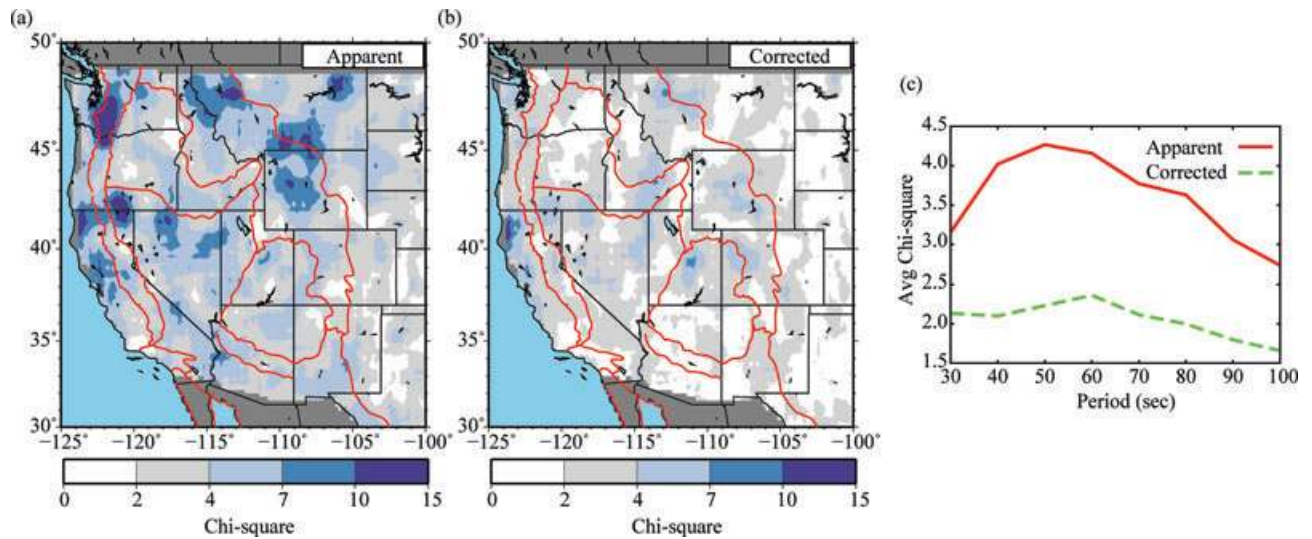 (a)
(b)
Apparent
Corrected
50°
45°
40°
35°
30°
−125° −120° −115° −110° −105° −100°
50°
45°
40°
35°
30°
−125° −120° −115° −110° −105° −100°
0 2 4 7 10 15
Chi-square
0 2 4 7 10 15
Chi-square
(c)
Avg Chi-square
4.5
4.0
3.5
3.0
2.5
2.0
1.5
Apparent
Corrected
30 40 50 60 70 80 90 100
Period (sec)